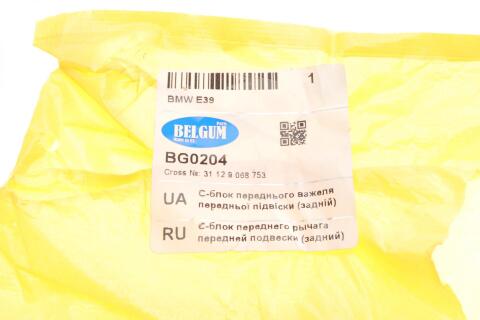 1
BMW E39
PARTS
BELGUM
BG0204
Cross №: 31 12 9 068 753
UA С-блок переднього важеля
передньої підвіски (задній)
RU С-блок переднего рычага
передней подвески (задний)